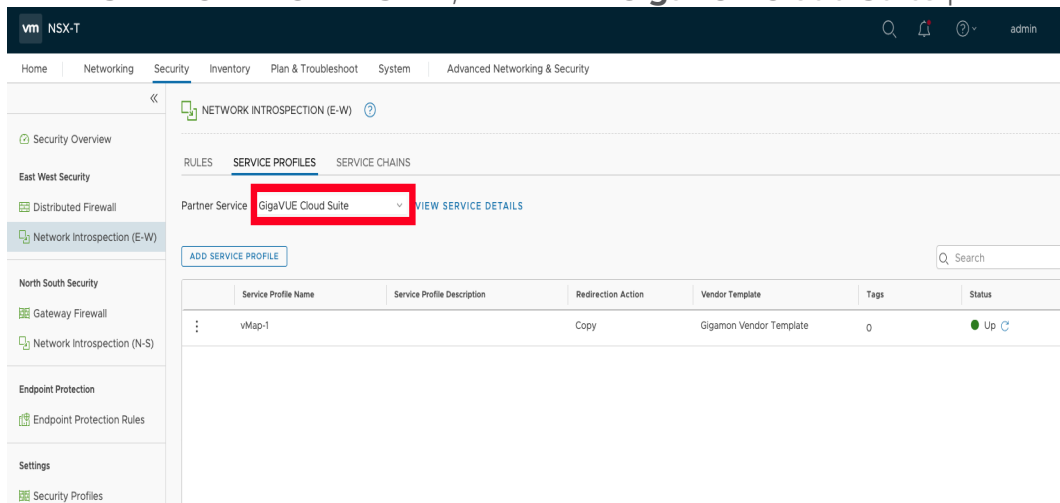 vm NSX-T
admin
Home Networking Security Inventory Plan & Troubleshoot System Advanced Networking & Security
NETWORK INTROSPECTION (E-W)
Security Overview
RULES SERVICE PROFILES SERVICE CHAINS
East West Security
Distributed Firewall
Partner Service GigaVUE Cloud Suite VIEW SERVICE DETAILS
Network Introspection (E-W)
ADD SERVICE PROFILE
Search
North South Security
Service Profile Name Service Profile Description Redirection Action Vendor Template Tags Status
Gateway Firewall
vMap-1 Copy Gigamon Vendor Template 0 Up
Network Introspection (N-S)
Endpoint Protection
Endpoint Protection Rules
Settings
Security Profiles